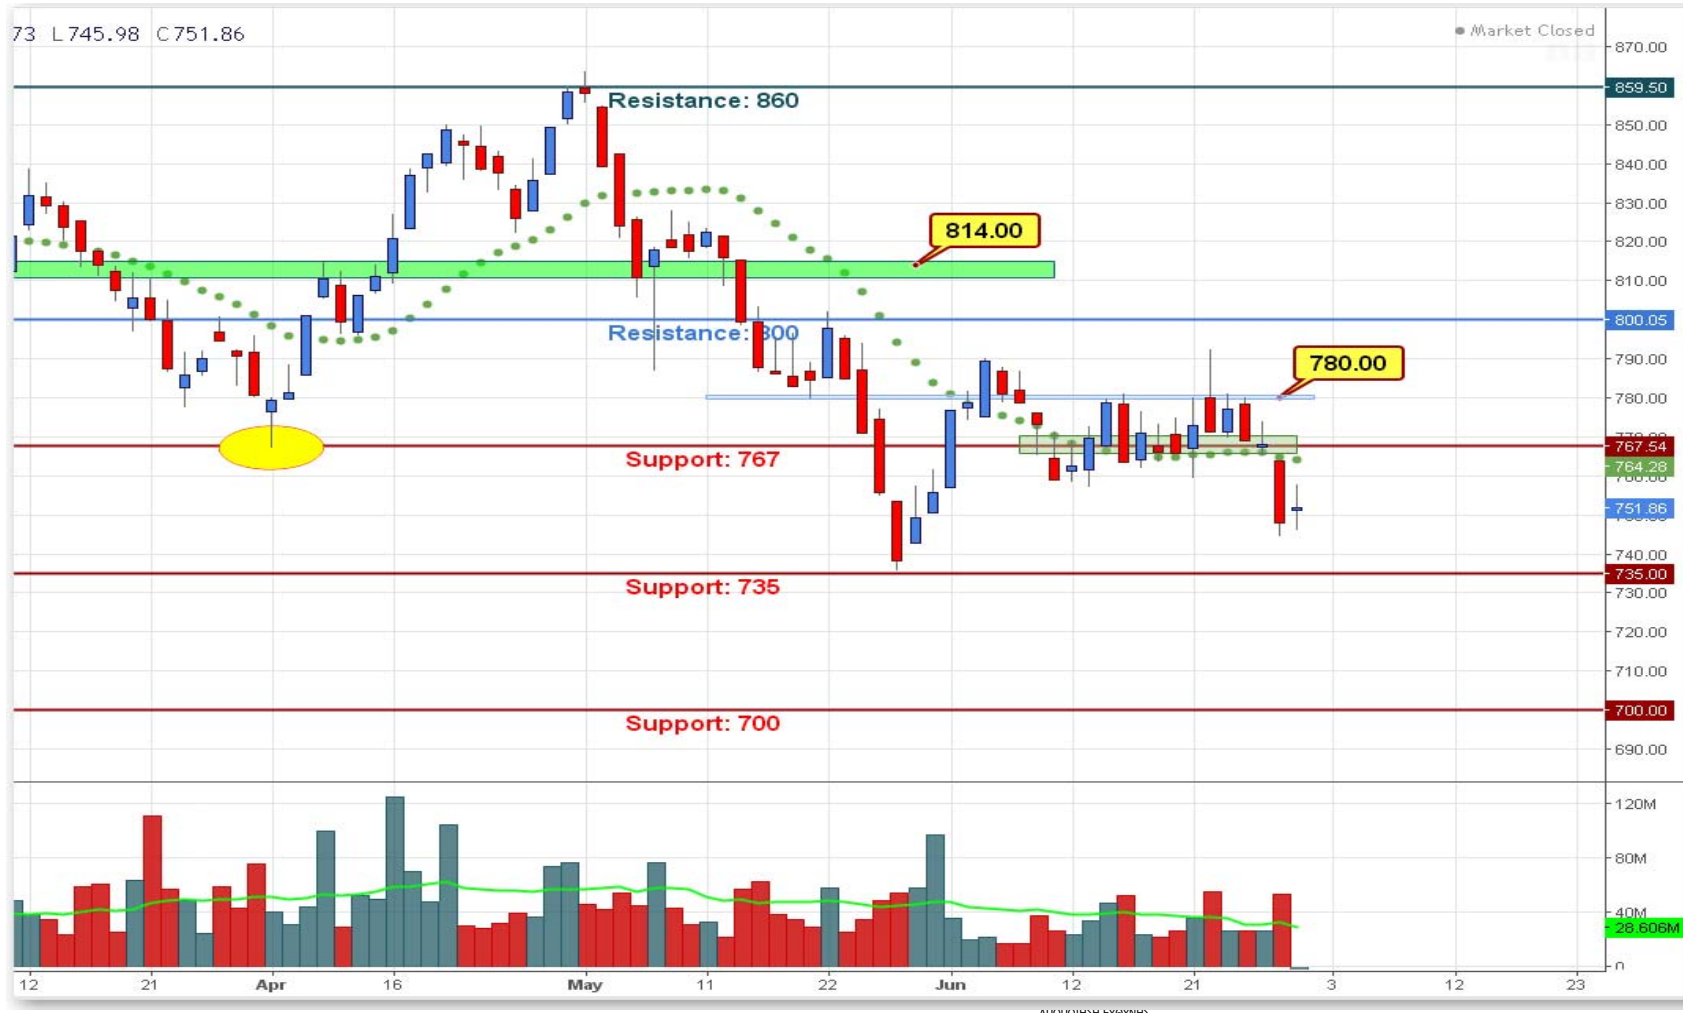 73 L745.98 C751.86
Market Closed
870.00
859.50
Resistance: 860
850.00
840.00
830.00
814.00
820.00
810.00
800.05
Resistance: 800
790.00
780.00
780.00
767.54
Support: 767
764.28
760.00
751.86
740.00
735.00
Support: 735
730.00
720.00
710.00
700.00
Support: 700
690.00
120M
80M
40M
28.606M
0
12 21 Apr 16 May 11 22 Jun 12 21 3 12 23